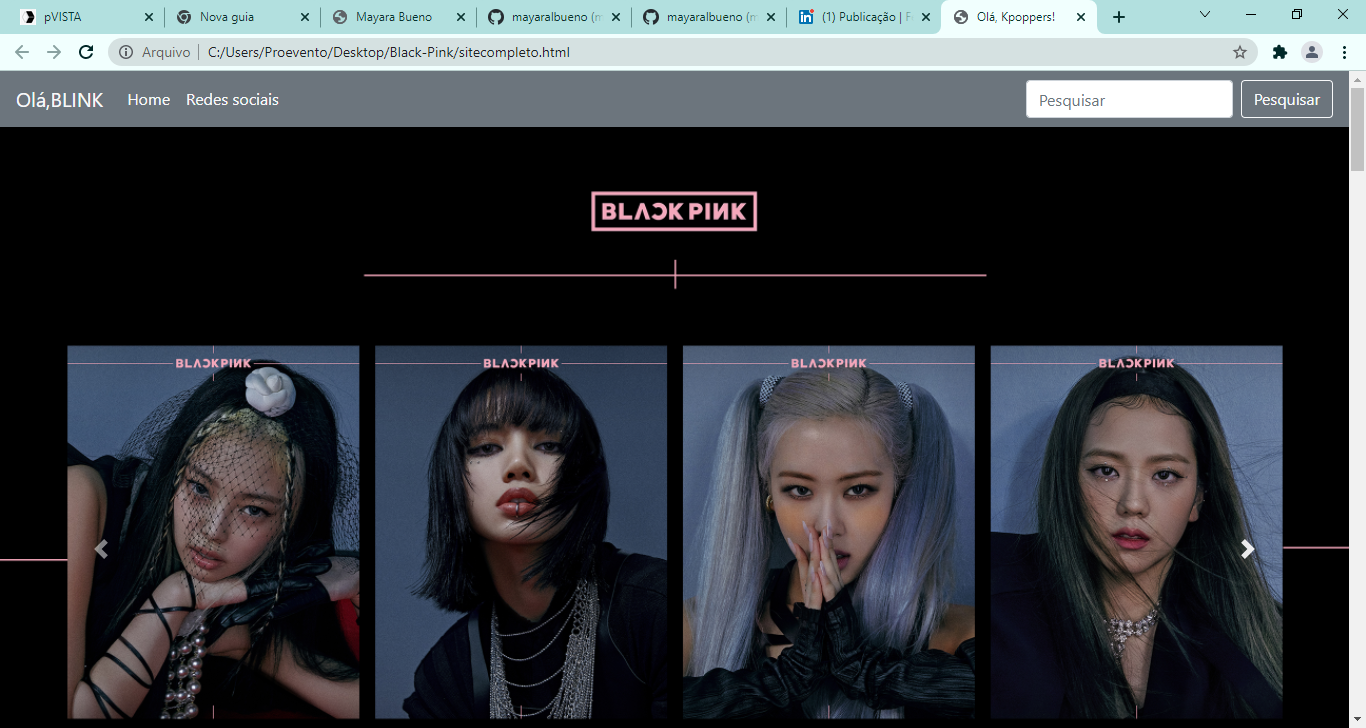 pVISTA
Nova guia
Mayara Bueno
mayaralbueno (m
mayaralbueno (m
(1) Publicação | F
Olá, Kpoppers!
Arquivo
C:/Users/Proevento/Desktop/Black-Pink/sitecompleto.html
Olá,BLINK
Home
Redes sociais
Pesquisar
Pesquisar
BLACKPINK
BLACKPINK
BLACKPINK
BLACKPINK
BLACKPINK